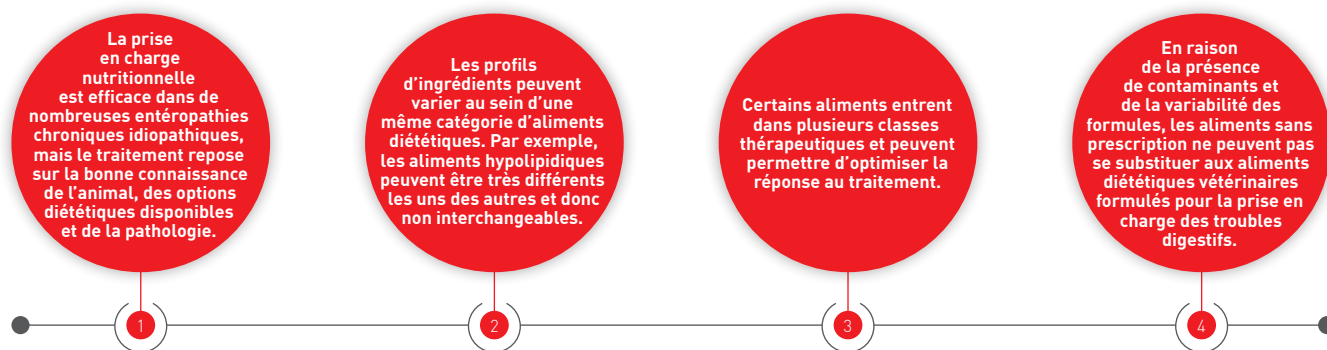 La prise
en charge
nutritionnelle
est efficace dans de
nombreuses entéropathies
chroniques idiopathiques,
mais le traitement repose
sur la bonne connaissance
de l’animal, des options
diététiques disponibles
et de la pathologie.
Les profils
d’ingrédients peuvent
varier au sein d’une
même catégorie d’aliments
diététiques. Par exemple,
les aliments hypolipidiques
peuvent être très différents
les uns des autres et donc
non interchangeables.
Certains aliments entrent
dans plusieurs classes
thérapeutiques et peuvent
permettre d’optimiser la
réponse au traitement.
En raison
de la présence
de contaminants et
de la variabilité des
formules, les aliments sans
prescription ne peuvent pas
se substituer aux aliments
diététiques vétérinaires
formulés pour la prise en
charge des troubles
digestifs.
1
2
3
4